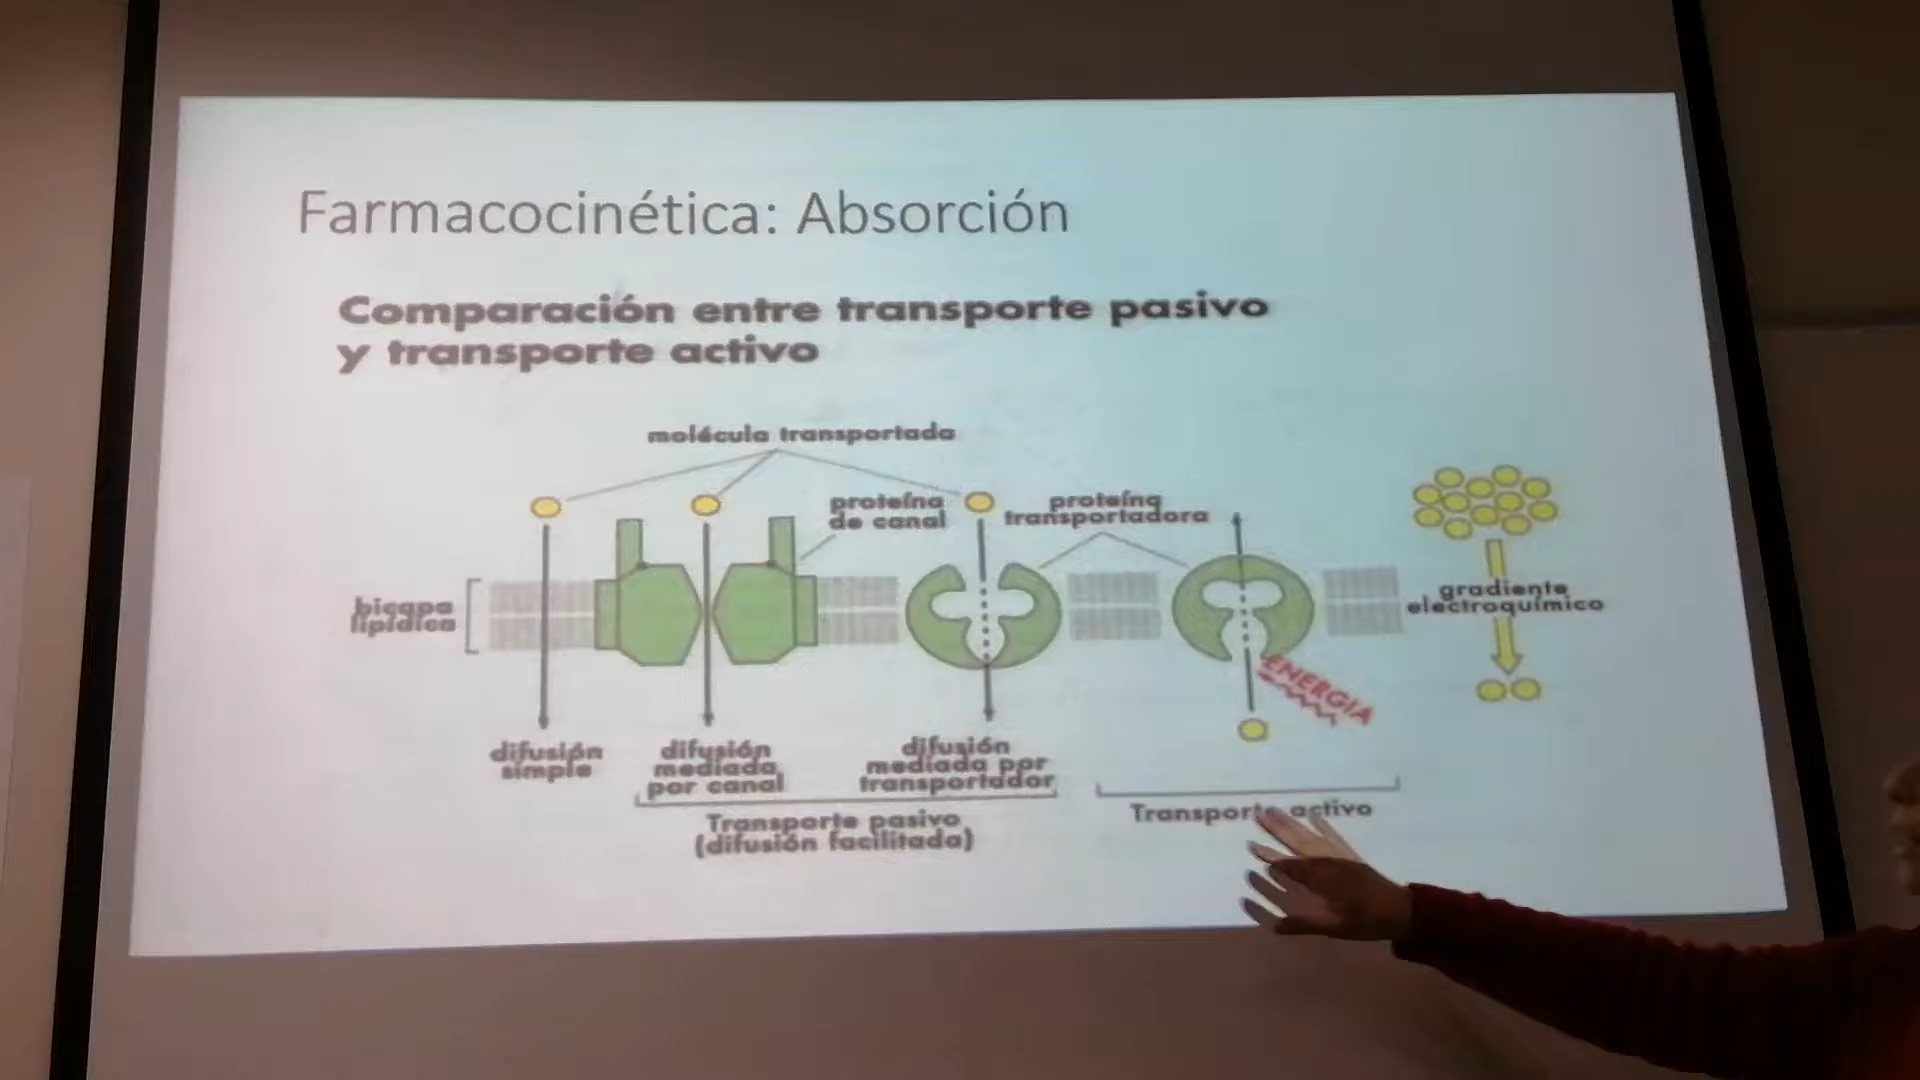 Farmacocinética: Absorción
Comparación entre transporte pasivo
y transporte activo
molécula transportada
proteína
de canal
proteína
transportadora
bicapa
lipídica
gradiente
electroquímico
ENERGIA
difusión
simple
difusión
mediada
por canal
difusión
mediada por
transportador
Transporte pasivo
(difusión facilitada)
Transporte activo